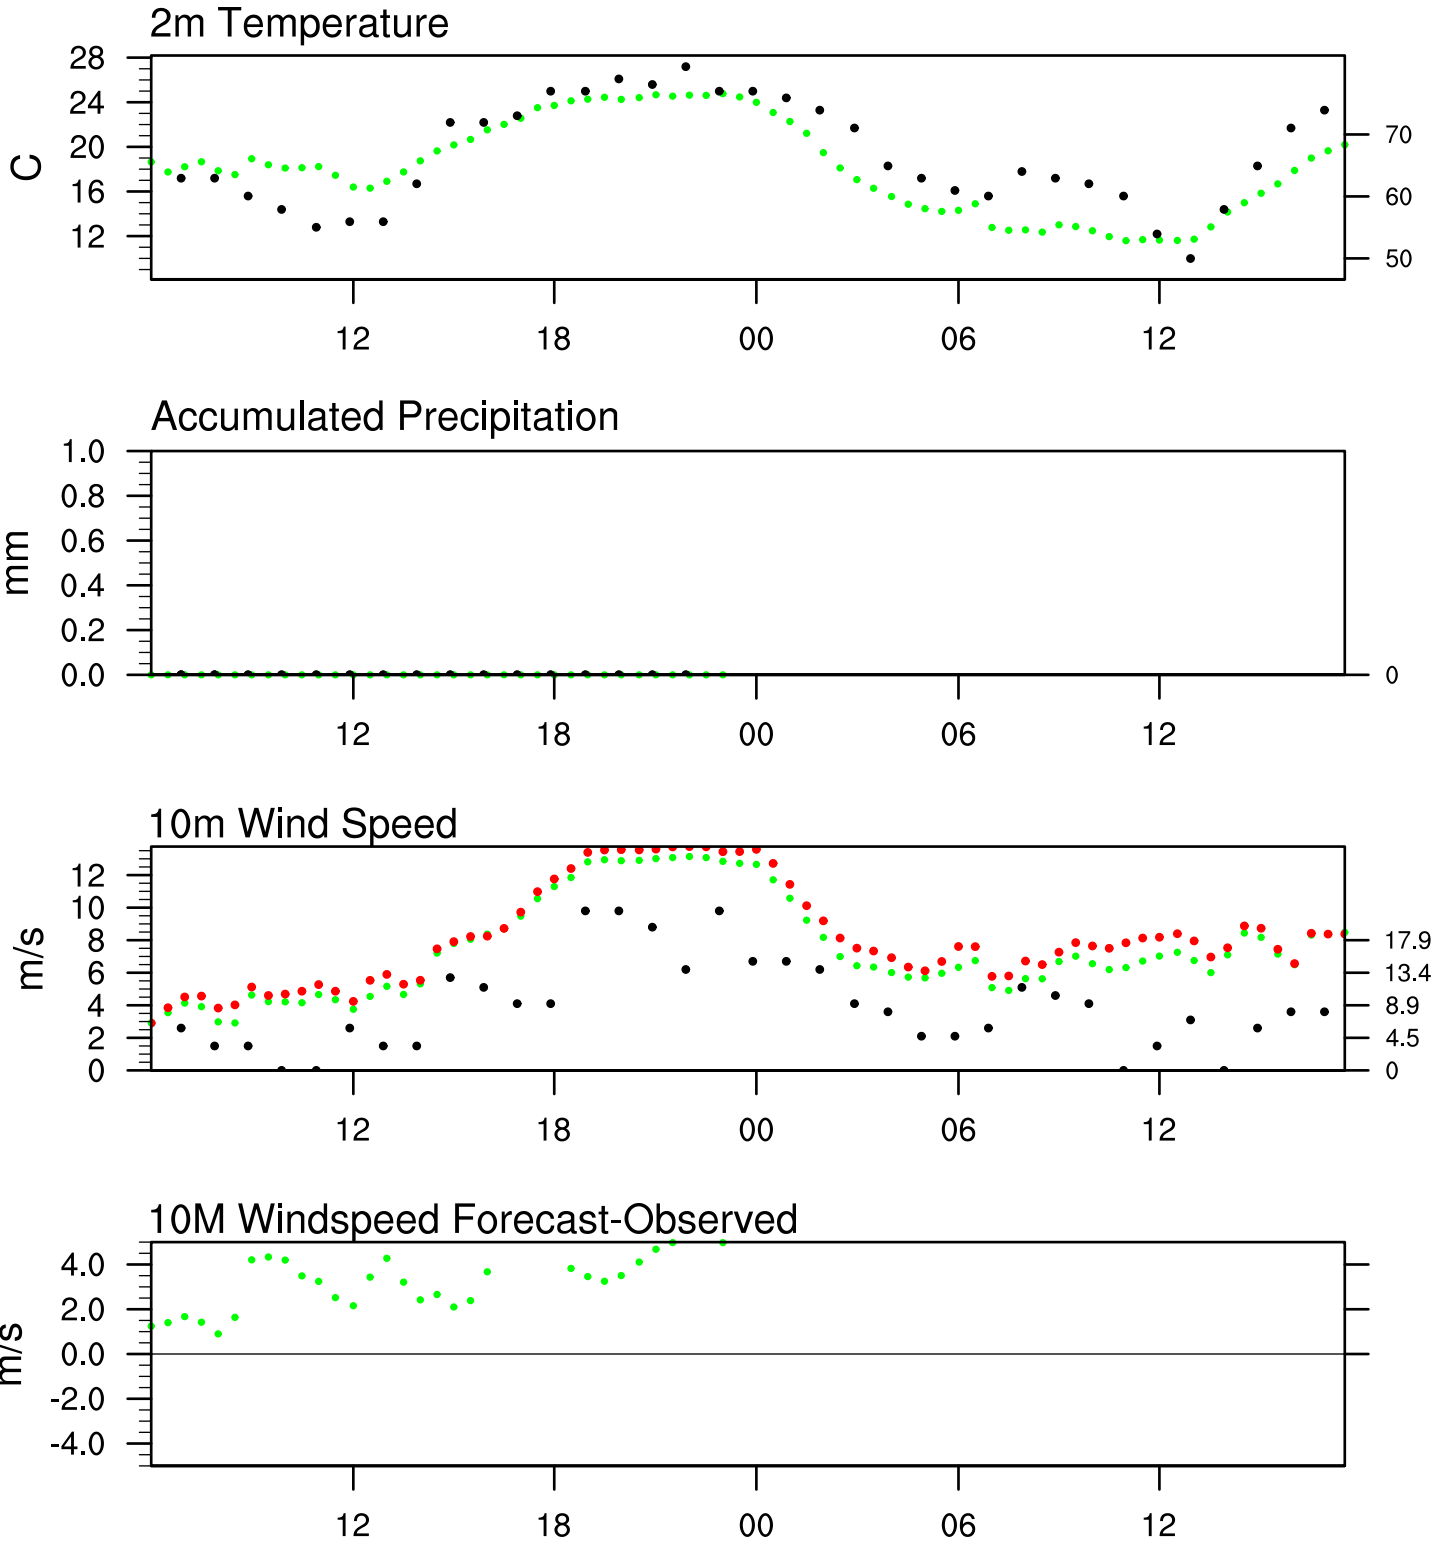 2m Temperature
28
24
20
16
12
C
70
60
50
12 18 00 06 12
Accumulated Precipitation
1.0
0.8
0.6
0.4
0.2
0.0
mm
0
12 18 00 06 12
10m Wind Speed
12
10
8
6
4
2
0
m/s
17.9
13.4
8.9
4.5
0
12 18 00 06 12
10M Windspeed Forecast-Observed
4.0
2.0
0.0
-2.0
-4.0
m/s
12 18 00 06 12